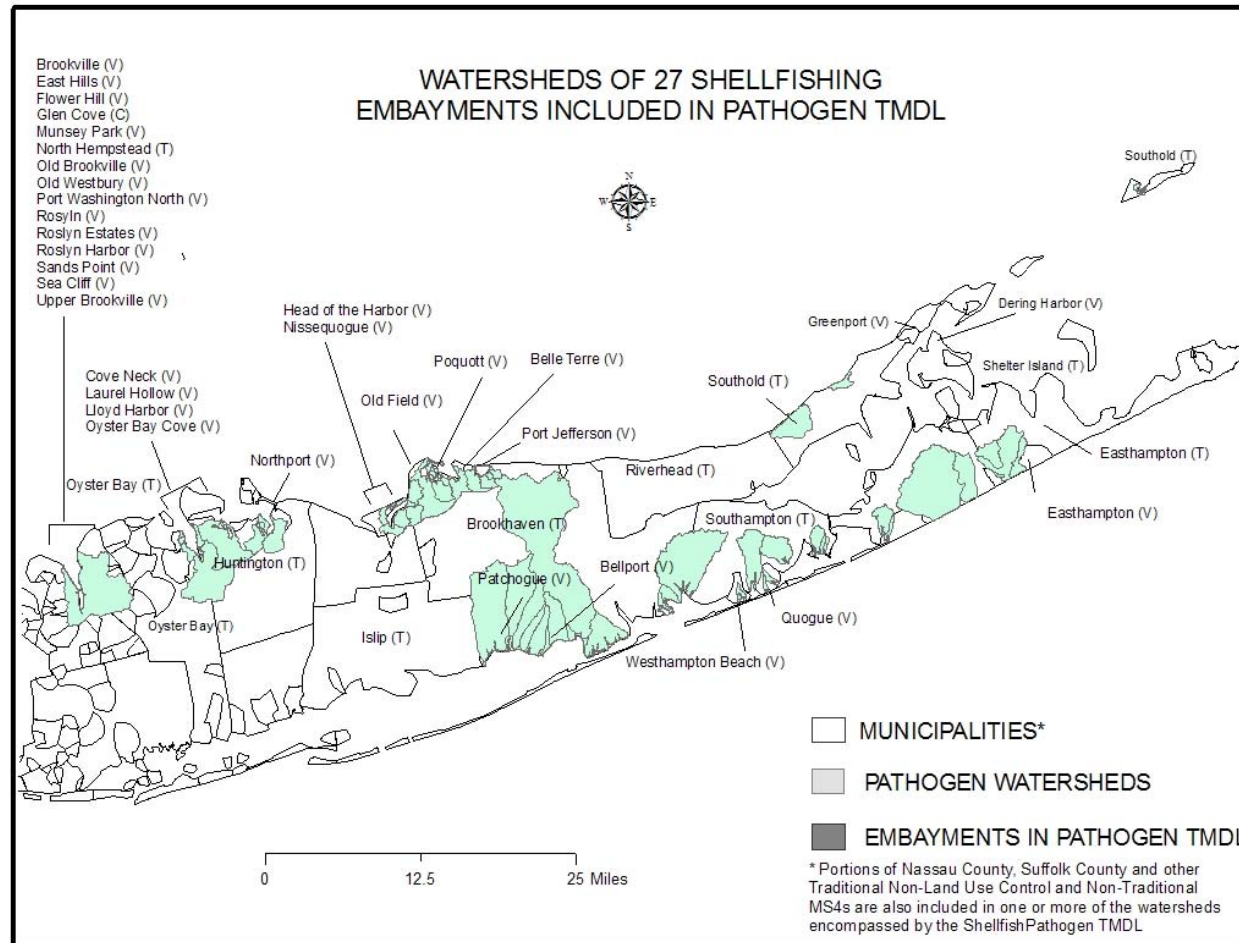 WATERSHEDS OF 27 SHELLFISHING
EMBAYMENTS INCLUDED IN PATHOGEN TMDL
Brookville (V)
East Hills (V)
Flower Hill (V)
Glen Cove (C)
Munsey Park (V)
North Hempstead (T)
Old Brookville (V)
Old Westbury (V)
Port Washington North (V)
Rosyln (V)
Roslyn Estates (V)
Roslyn Harbor (V)
Sands Point (V)
Sea Cliff (V)
Upper Brookville (V)
N
W
E
S
Southold (T)
Head of the Harbor (V)
Nissequogue (V)
Dering Harbor (V)
Greenport (V)
Poquott (V)
Belle Terre (V)
Shelter Island (T)
Cove Neck (V)
Laurel Hollow (V)
Lloyd Harbor (V)
Oyster Bay Cove (V)
Southold (T)
Old Field (V)
Port Jefferson (V)
Easthampton (T)
Northport (V)
Riverhead (T)
Oyster Bay (T)
Easthampton (V)
Brookhaven (T)
Southampton (T)
Huntington (T)
Patchogue (V)
Bellport (V)
Quogue (V)
Oyster Bay (T)
Islip (T)
Westhampton Beach (V)
MUNICIPALITIES*
PATHOGEN WATERSHEDS
EMBAYMENTS IN PATHOGEN TMDL
* Portions of Nassau County, Suffolk County and other
Traditional Non-Land Use Control and Non-Traditional
MS4s are also included in one or more of the watersheds
encompassed by the ShellfishPathogen TMDL
0 12.5 25 Miles